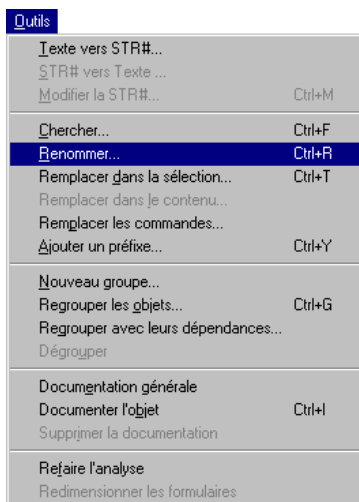 Outils
Texte vers STR#...
STR# vers Texte ...
Modifier la STR#... Ctrl+M
Chercher... Ctrl+F
Renommer... Ctrl+R
Remplacer dans la sélection... Ctrl+T
Remplacer dans le contenu...
Remplacer les commandes...
Ajouter un préfixe... Ctrl+Y
Nouveau groupe...
Regrouper les objets... Ctrl+G
Regrouper avec leurs dépendances...
Dégrouper
Documentation générale
Documenter l'objet Ctrl+I
Supprimer la documentation
Refaire l'analyse
Redimensionner les formulaires